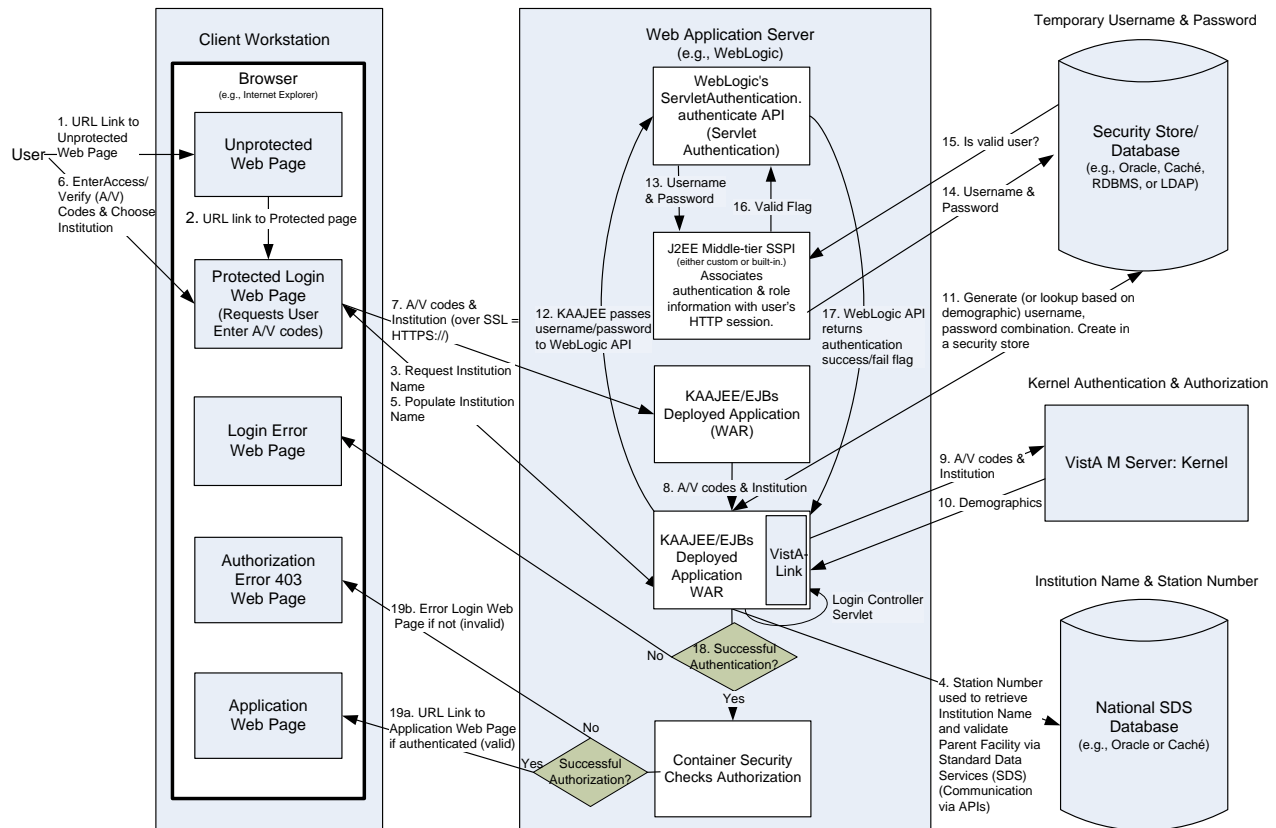 Client Workstation
Browser
(e.g., Internet Explorer)
Unprotected
Web Page
1. URL Link to
Unprotected
Web Page
User
6. EnterAccess/
Verify (A/V)
Codes & Choose
Institution
2. URL link to Protected page
Protected Login
Web Page
(Requests User
Enter A/V codes)
Login Error
Web Page
Authorization
Error 403
Web Page
Application
Web Page
7. A/V codes &
Institution (over SSL =
HTTPS://)
3. Request Institution
Name
5. Populate Institution
Name
19b. Error Login Web
Page if not (invalid)
19a. URL Link to
Application Web Page
if authenticated (valid)
Web Application Server
(e.g., WebLogic)
WebLogic's
ServletAuthentication.
authenticate API
(Servlet
Authentication)
13. Username
& Password
16. Valid Flag
J2EE Middle-tier SSPI
(either custom or built-in.)
Associates
authentication & role
information with user's
HTTP session.
12. KAAJEE passes
username/password
to WebLogic API
17. WebLogic API
returns
authentication
success/fail flag
KAAJEE/EJBs
Deployed Application
(WAR)
8. A/V codes & Institution
KAAJEE/EJBs
Deployed
Application
WAR
VistA-
Link
Login Controller
Servlet
18. Successful
Authentication?
No
Yes
Container Security
Checks Authorization
Successful
Authorization?
No
Yes
Temporary Username & Password
Security Store/
Database
(e.g., Oracle, Caché,
RDBMS, or LDAP)
15. Is valid user?
14. Username &
Password
11. Generate (or lookup based on
demographic) username,
password combination. Create in
a security store
Kernel Authentication & Authorization
VistA M Server: Kernel
9. A/V codes &
Institution
10. Demographics
Institution Name & Station Number
National SDS
Database
(e.g., Oracle or Caché)
4. Station Number
used to retrieve
Institution Name
and validate
Parent Facility via
Standard Data
Services (SDS)
(Communication
via APIs)